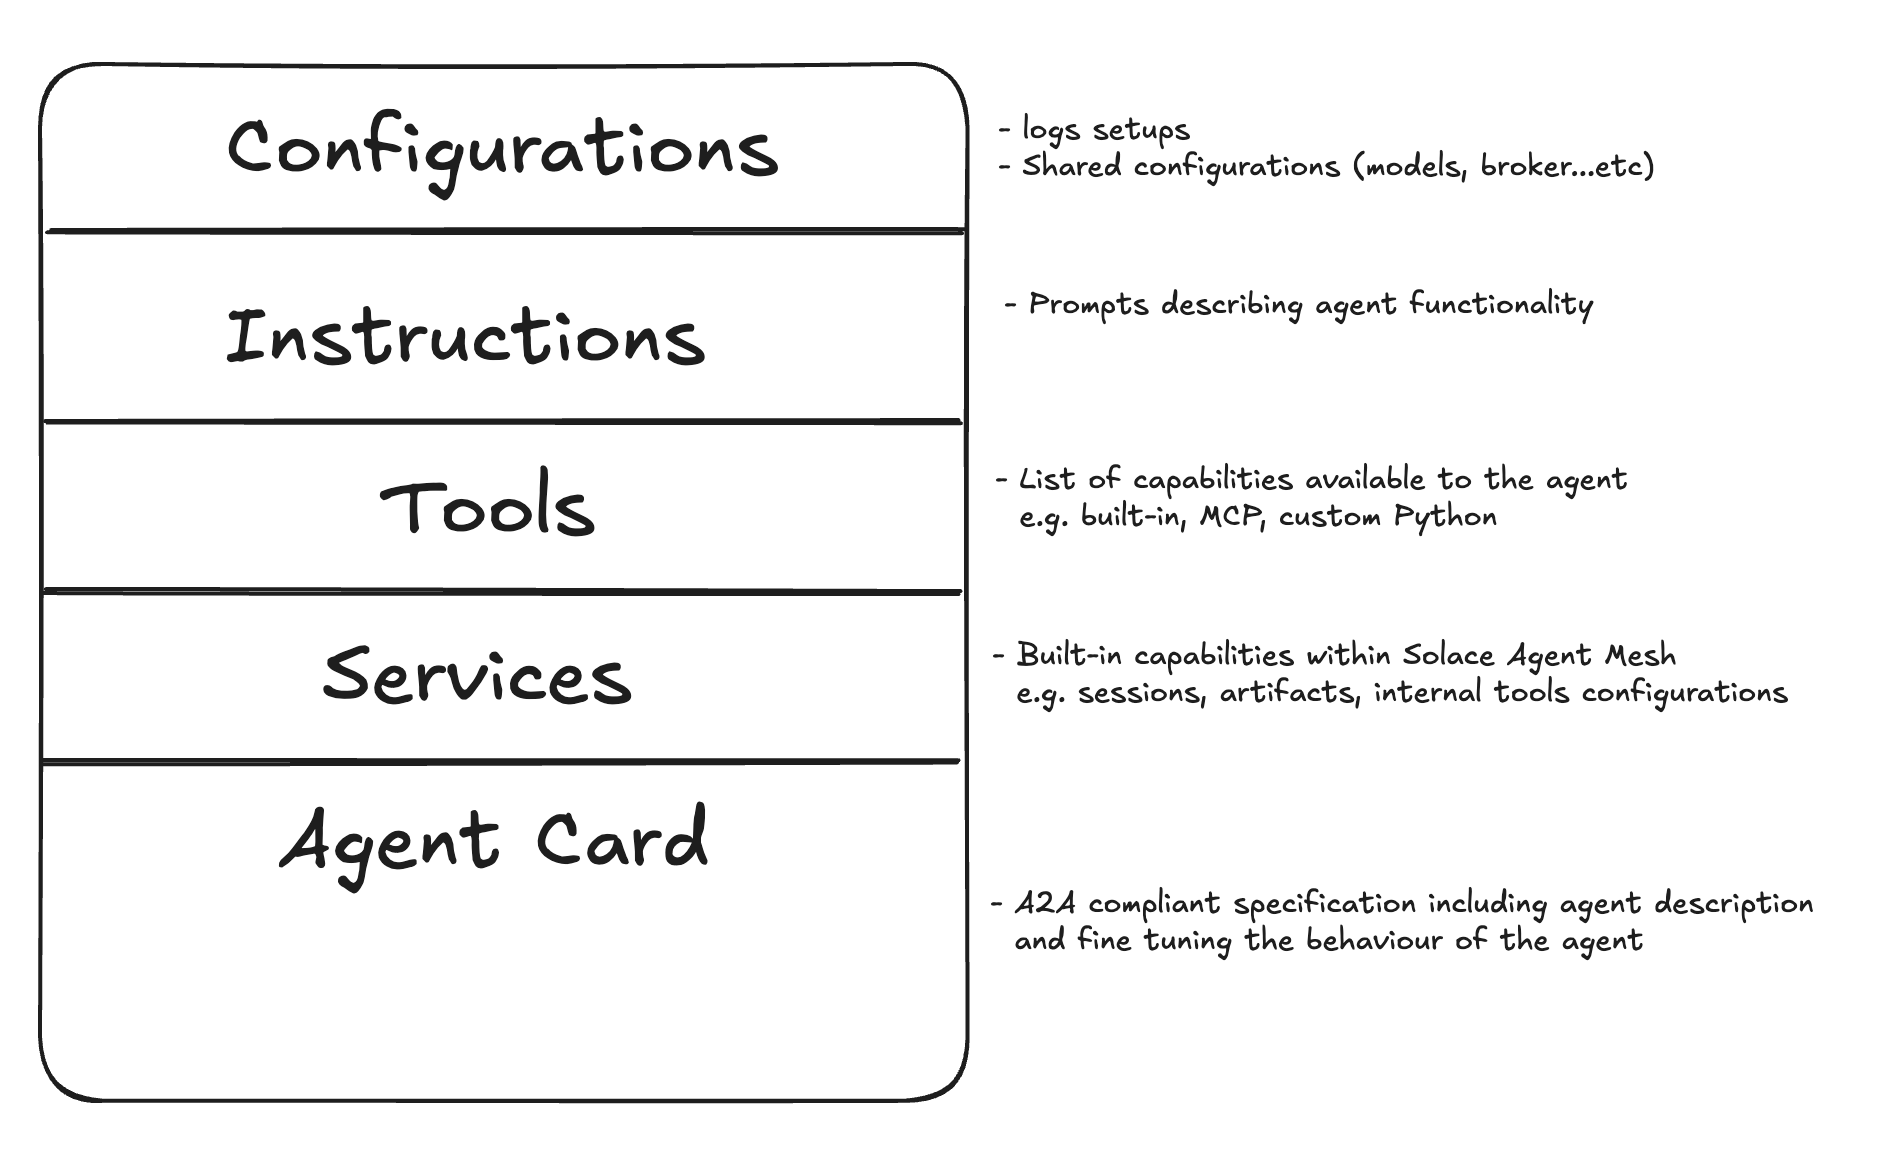 Configurations
- logs setups
- Shared configurations (models, broker...etc)
Instructions
- Prompts describing agent functionality
Tools
- List of capabilities available to the agent
e.g. built-in, MCP, custom Python
Services
- Built-in capabilities within Solace Agent Mesh
e.g. sessions, artifacts, internal tools configurations
Agent Card
- A2A compliant specification including agent description
and fine tuning the behaviour of the agent